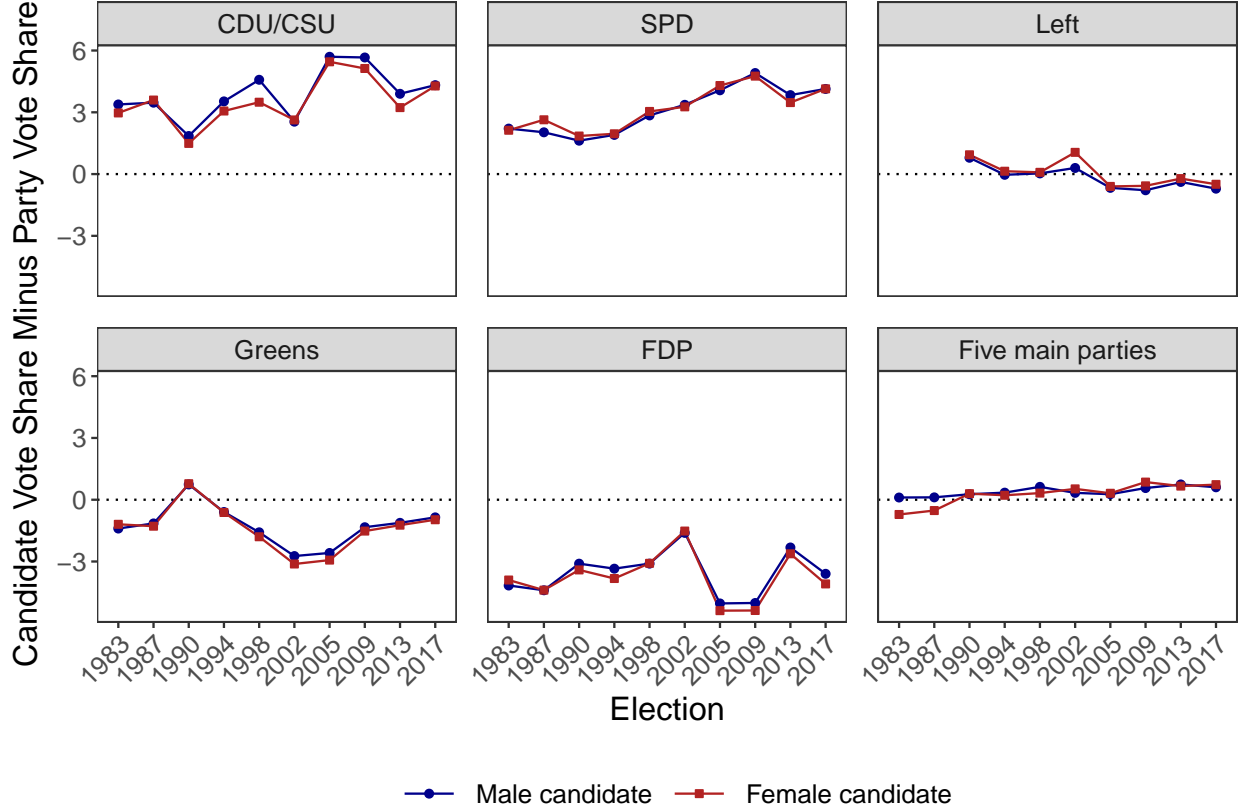 Candidate Vote Share Minus Party Vote Share
CDU/CSU
SPD
Left
6
3
0
−3
Greens
FDP
Five main parties
6
3
0
−3
1983 1987 1990 1994 1998 2002 2005 2009 2013 2017
1983 1987 1990 1994 1998 2002 2005 2009 2013 2017
1983 1987 1990 1994 1998 2002 2005 2009 2013 2017
Election
Male candidate
Female candidate